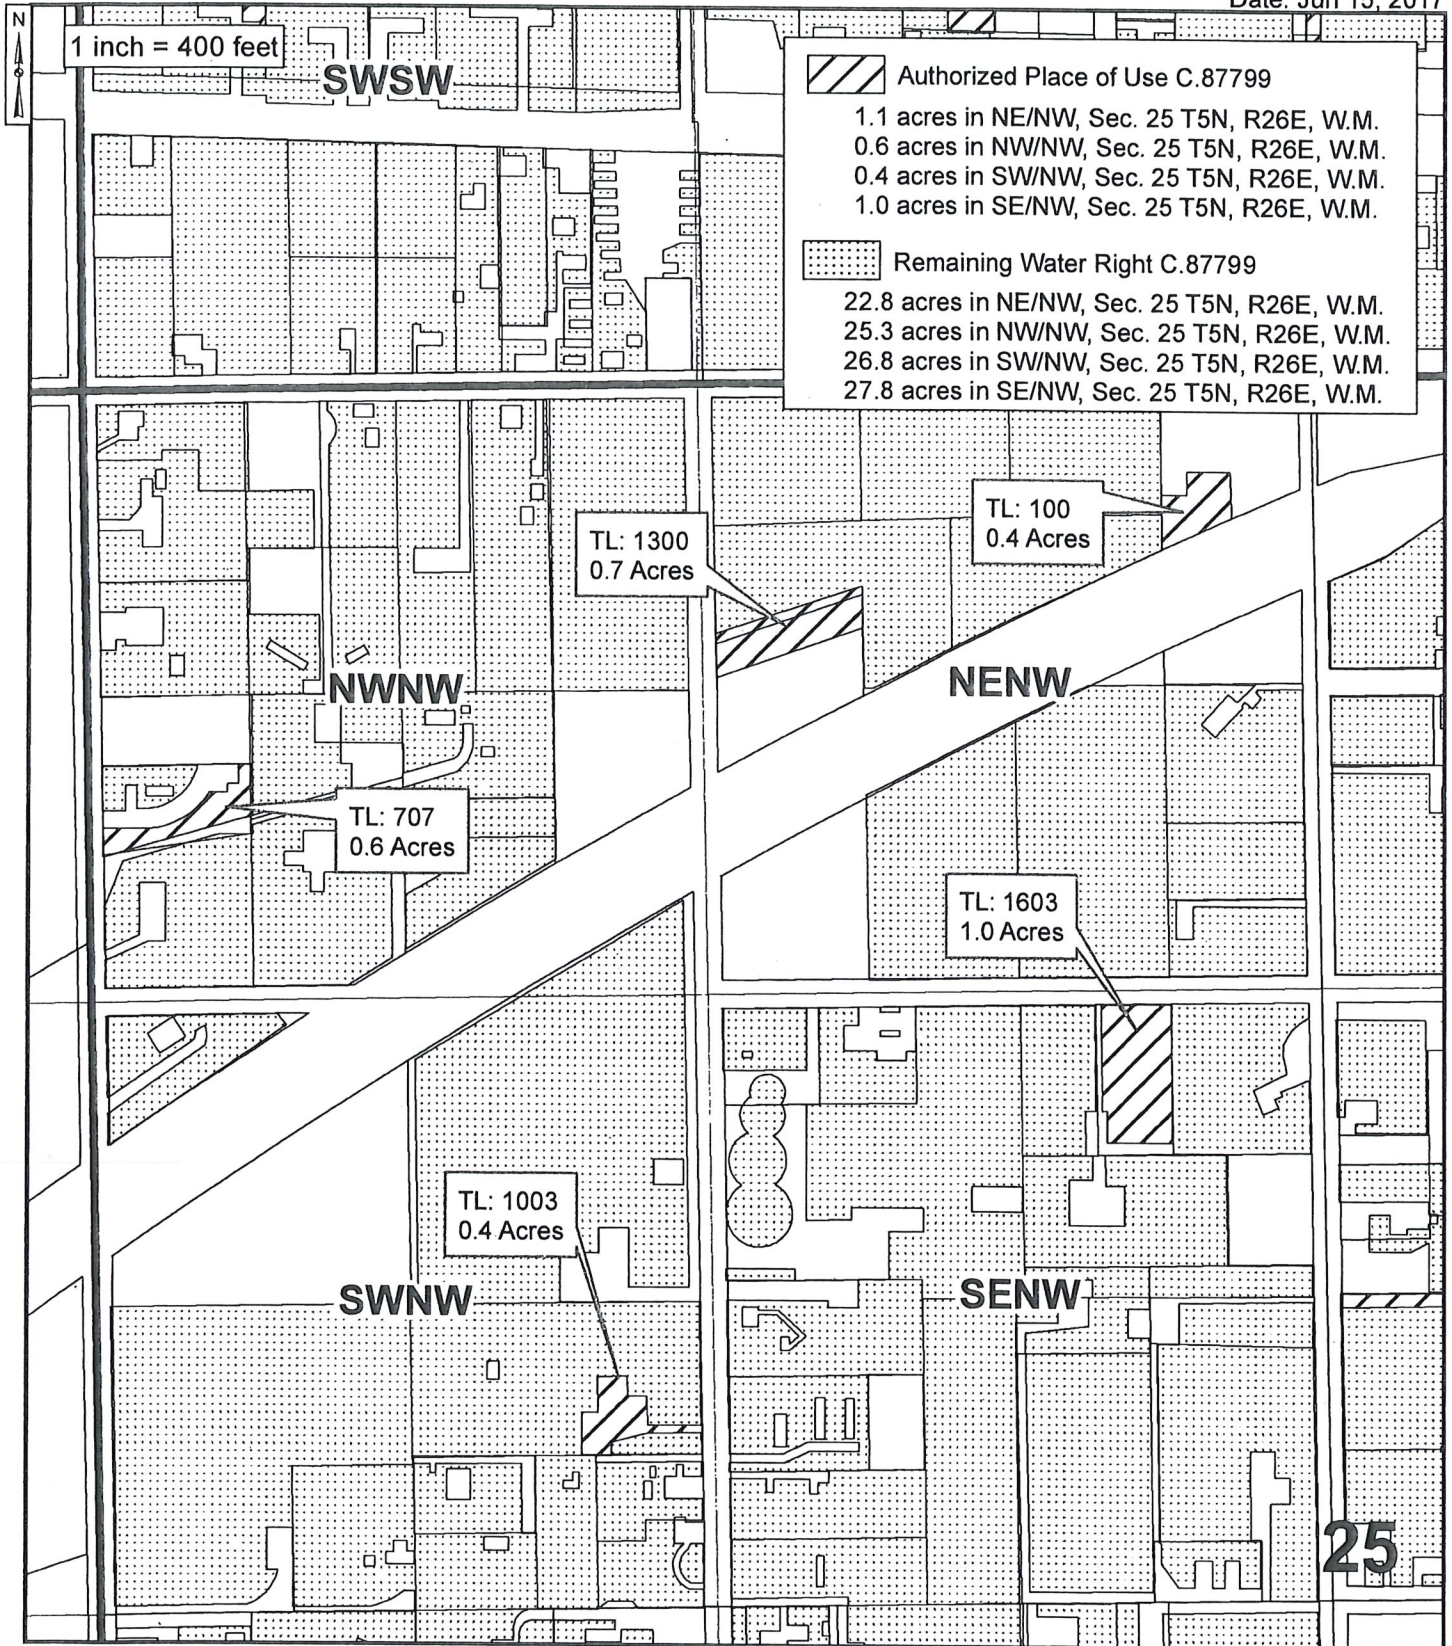 Date: Jun 15, 2017
N
1 inch = 400 feet
SWSW
Authorized Place of Use C.87799
1.1 acres in NE/NW, Sec. 25 T5N, R26E, W.M.
0.6 acres in NW/NW, Sec. 25 T5N, R26E, W.M.
0.4 acres in SW/NW, Sec. 25 T5N, R26E, W.M.
1.0 acres in SE/NW, Sec. 25 T5N, R26E, W.M.
Remaining Water Right C.87799
22.8 acres in NE/NW, Sec. 25 T5N, R26E, W.M.
25.3 acres in NW/NW, Sec. 25 T5N, R26E, W.M.
26.8 acres in SW/NW, Sec. 25 T5N, R26E, W.M.
27.8 acres in SE/NW, Sec. 25 T5N, R26E, W.M.
TL: 100
0.4 Acres
TL: 1300
0.7 Acres
NWNW
NENW
TL: 707
0.6 Acres
TL: 1603
1.0 Acres
TL: 1003
0.4 Acres
SWNW
SENW
25